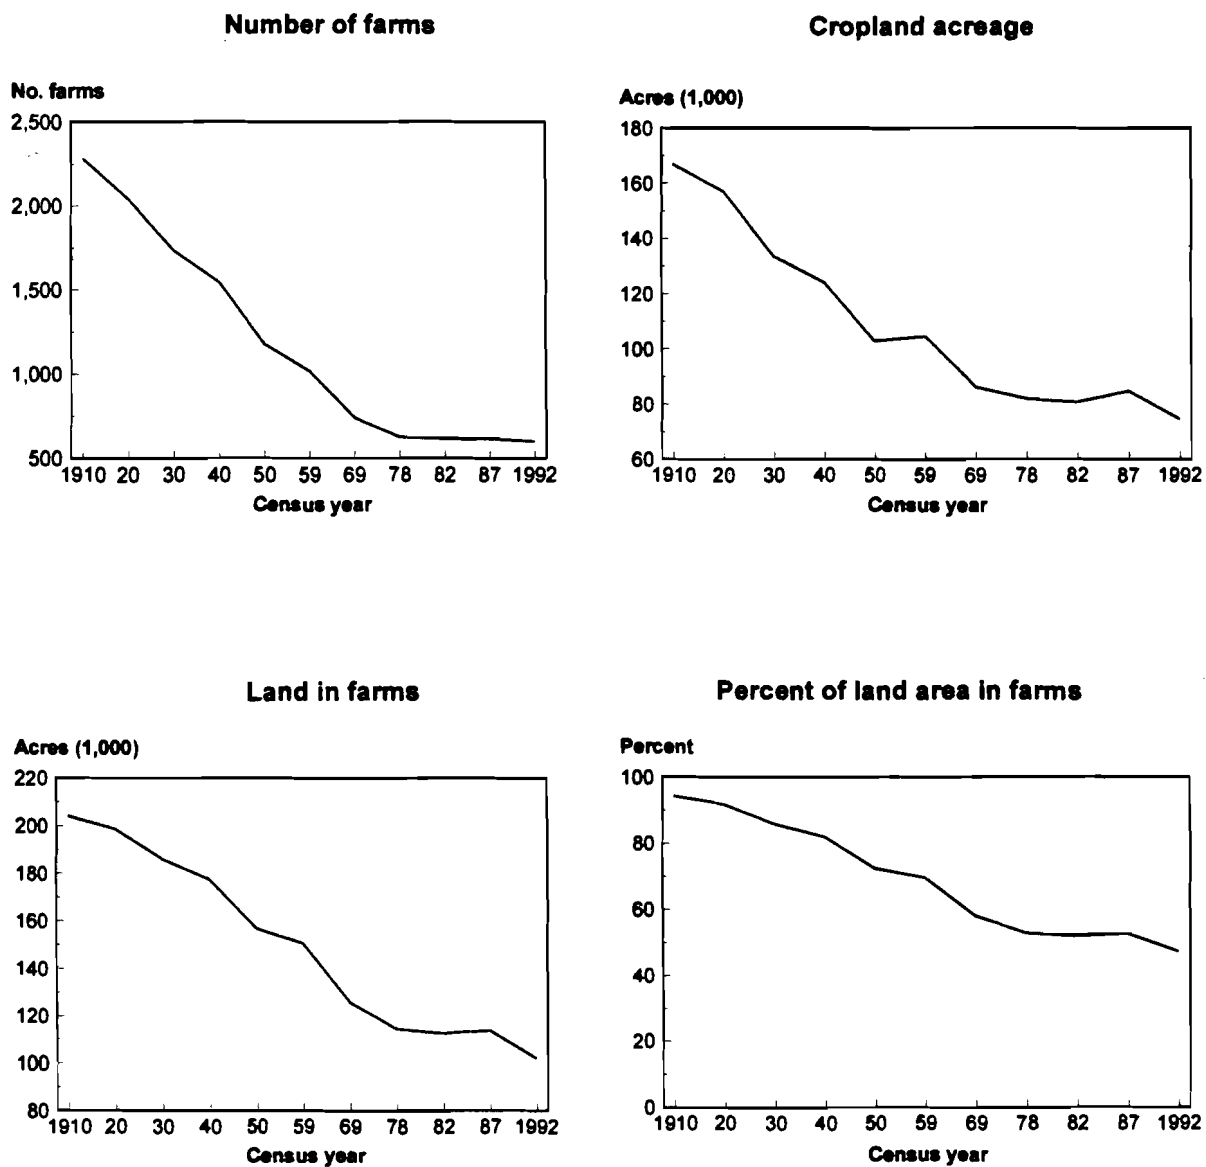 Number of farms
No. farms
2,500
2,000
1,500
1,000
500
1910 20 30 40 50 59 69 78 82 87 1992
Census year
Cropland acreage
Acres (1,000)
180
160
140
120
100
80
60
1910 20 30 40 50 59 69 78 82 87 1992
Census year
Land in farms
Acres (1,000)
220
200
180
160
140
120
100
80
1910 20 30 40 50 59 69 78 82 87 1992
Census year
Percent of land area in farms
Percent
100
80
60
40
20
0
1910 20 30 40 50 59 69 78 82 87 1992
Census year